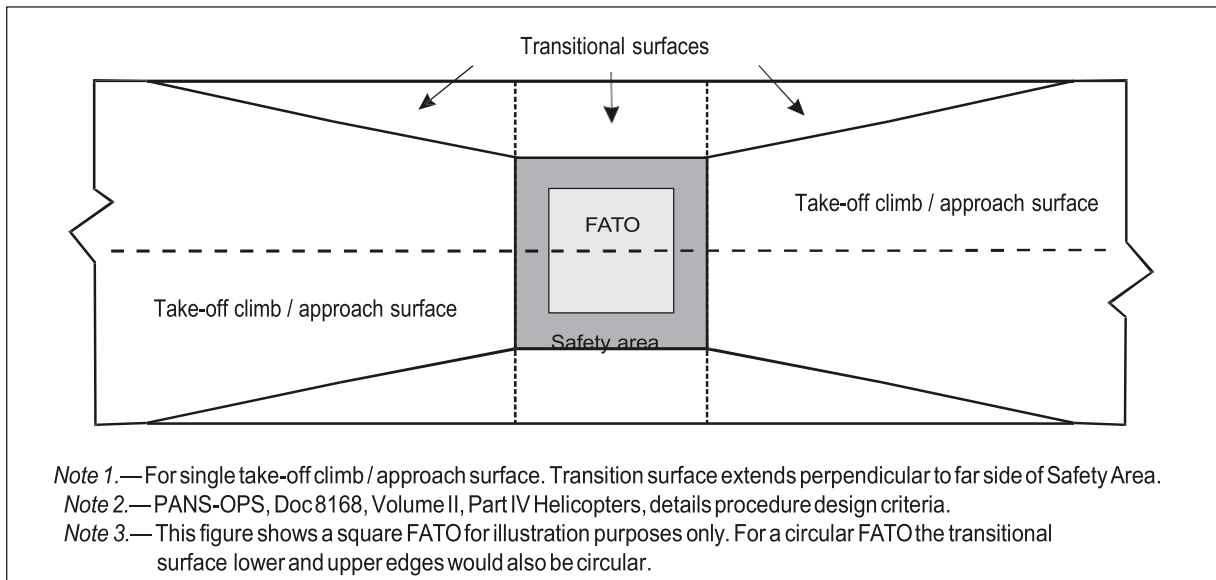 Transitional surfaces
Take-off climb / approach surface
FATO
Take-off climb / approach surface
Safety area
Note 1.— For single take-off climb / approach surface. Transition surface extends perpendicular to far side of Safety Area.
Note 2.— PANS-OPS, Doc 8168, Volume II, Part IV Helicopters, details procedure design criteria.
Note 3.— This figure shows a square FATO for illustration purposes only. For a circular FATO the transitional
surface lower and upper edges would also be circular.